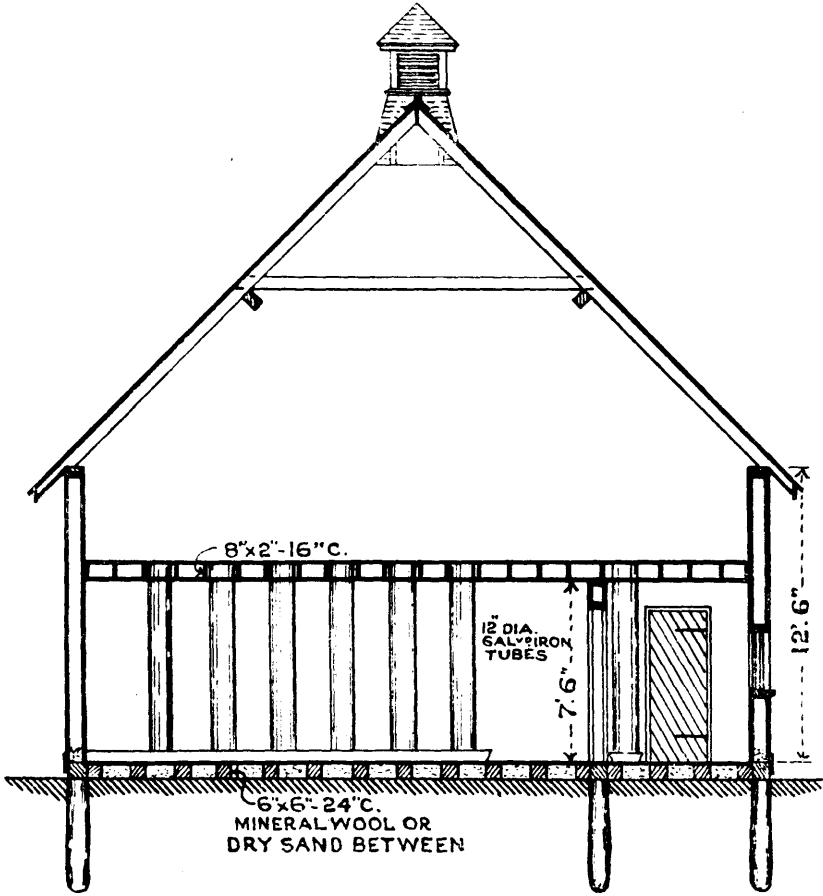 8"x2"-16"C.
12" DIA.
GALVD IRON
TUBES
7'6"
12'.6"
6"x6"-24"C.
MINERAL WOOL OR
DRY SAND BETWEEN